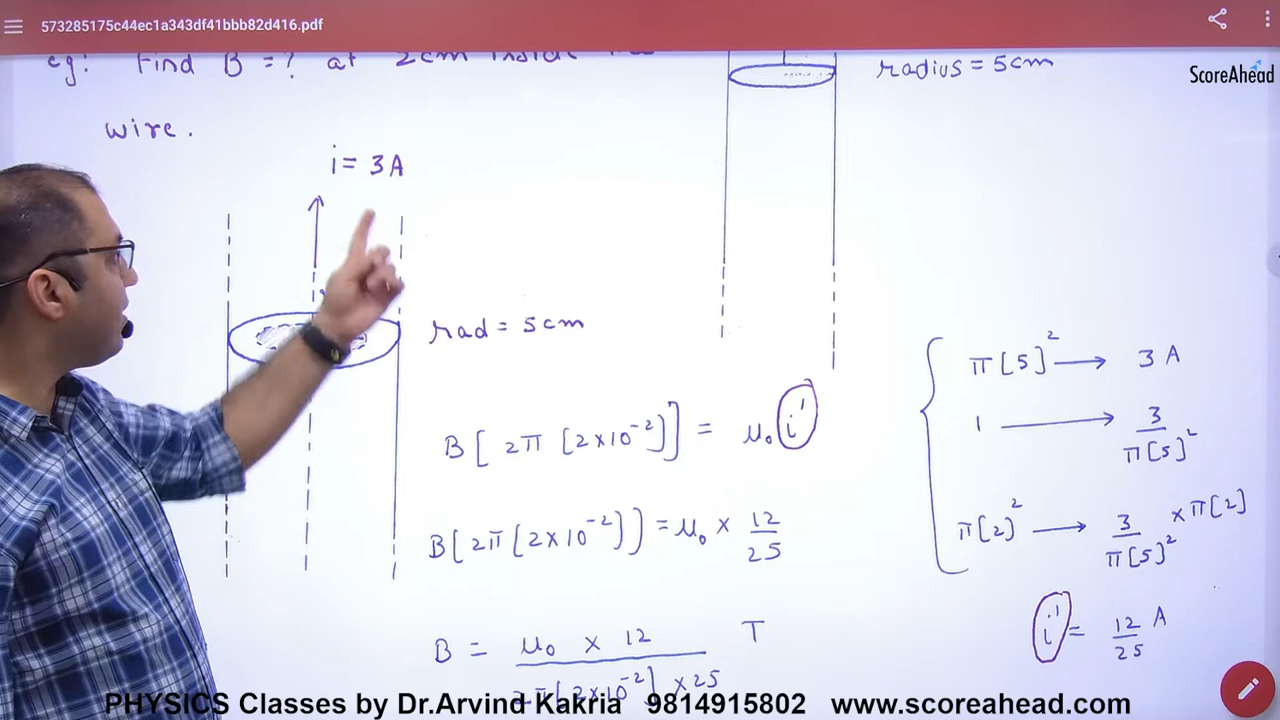 573285175c44ec1a343df41bbb82d416.pdf
ScoreAhead
eg: Find B = ? at 2cm inside
wire.
radius = 5cm
i = 3A
rad = 5cm
B[2π[2×10⁻²]] = μ₀ i'
B[2π[2×10⁻²]] = μ₀ × 12/25
B = μ₀ × 12 / 2π[2×10⁻²] × 25 T
π[5]² → 3 A
1 → 3/π[5]²
π[2]² → 3/π[5]² × π[2]
i' = 12/25 A
PHYSICS Classes by Dr.Arvind Kakria 9814915802 www.scoreahead.com